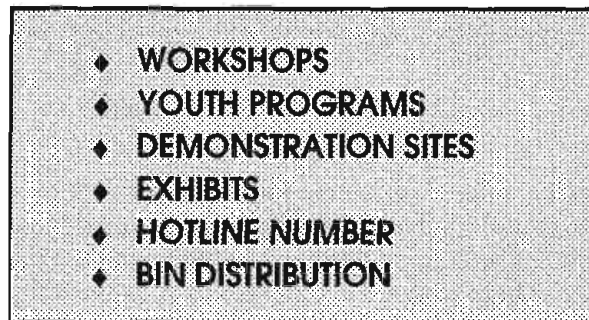 ♦ WORKSHOPS
♦ YOUTH PROGRAMS
♦ DEMONSTRATION SITES
♦ EXHIBITS
♦ HOTLINE NUMBER
♦ BIN DISTRIBUTION